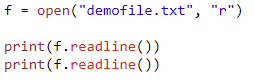 f = open("demofile.txt", "r")
print(f.readline())
print(f.readline())